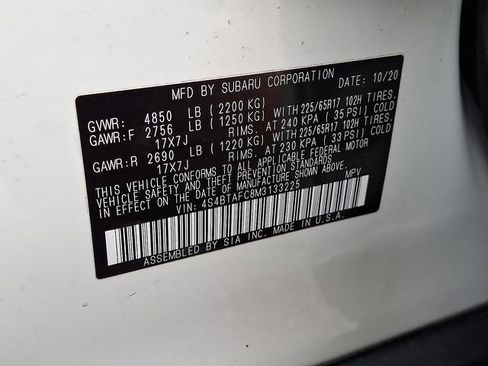 MFD BY SUBARU CORPORATION DATE: 10/20
GVWR: 4850 LB (2200 KG)
GAWR:F 2756 LB (1250 KG) WITH 225/65R17 102H TIRES.
17X7J RIMS. AT 240 KPA (35 PSI) COLD
GAWR:R 2690 LB (1220 KG) WITH 225/65R17 102H TIRES.
17X7J RIMS. AT 230 KPA (33 PSI) COLD
THIS VEHICLE CONFORMS TO ALL APPLICABLE FEDERAL MOTOR
VEHICLE SAFETY AND THEFT PREVENTION STANDARDS
IN EFFECT ON THE DATE OF MANUFACTURE SHOWN ABOVE.
VIN: 4S4BTAFC8M3133225 MPV
ASSEMBLED BY SIA INC. MADE IN U.S.A.